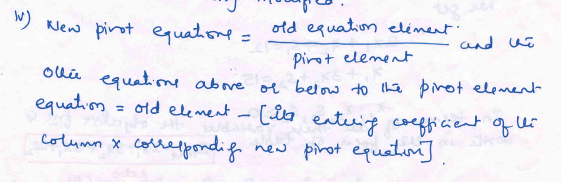 iv) New pivot equations = old equation element / pivot element and the
other equations above or below to the pivot element
equation = old element - [its entering coefficient of the
column x corresponding new pivot equation]